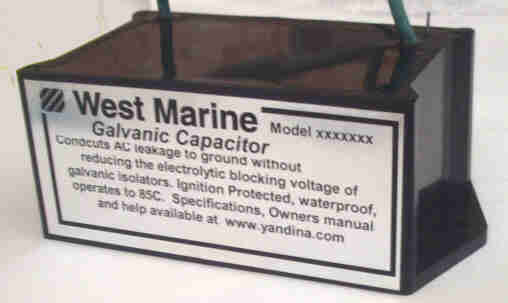 West Marine
Model xxxxxxx
Galvanic Capacitor
Condcuts AC leakage to ground without
reducing the electrolytic blocking voltage of
galvanic isolators. Ignition Protected, waterproof,
operates to 85C. Specifications, Owners manual
and help available at www.yandina.com